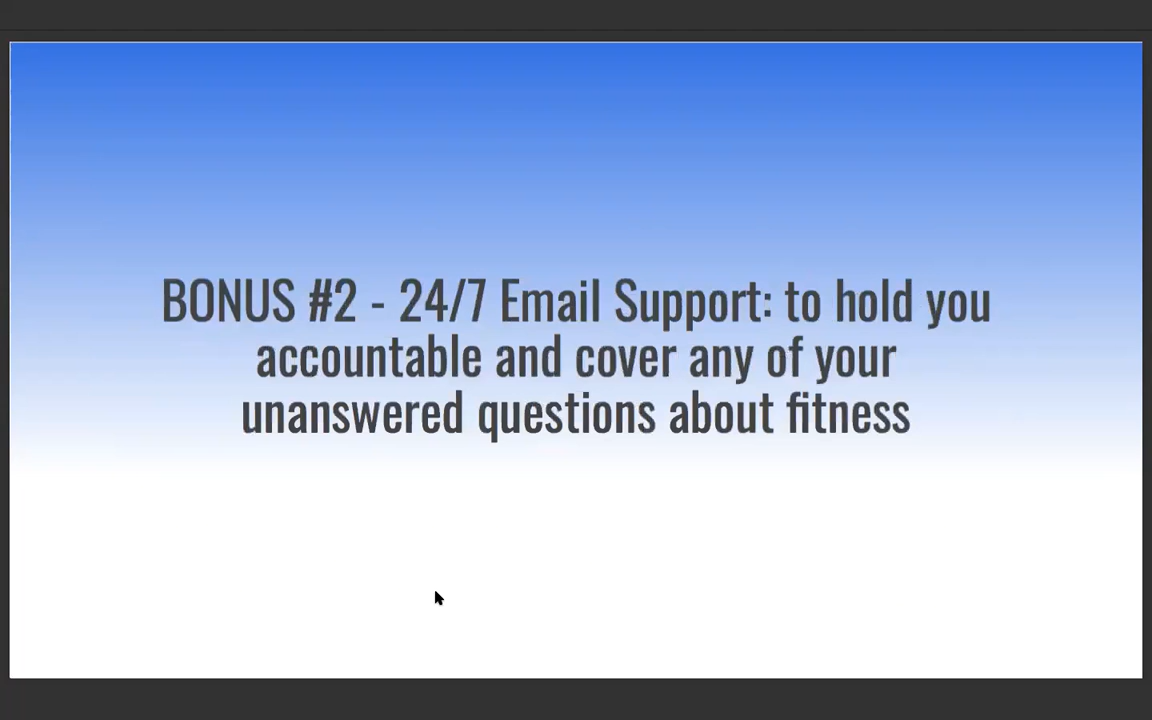 BONUS #2 - 24/7 Email Support: to hold you
accountable and cover any of your
unanswered questions about fitness